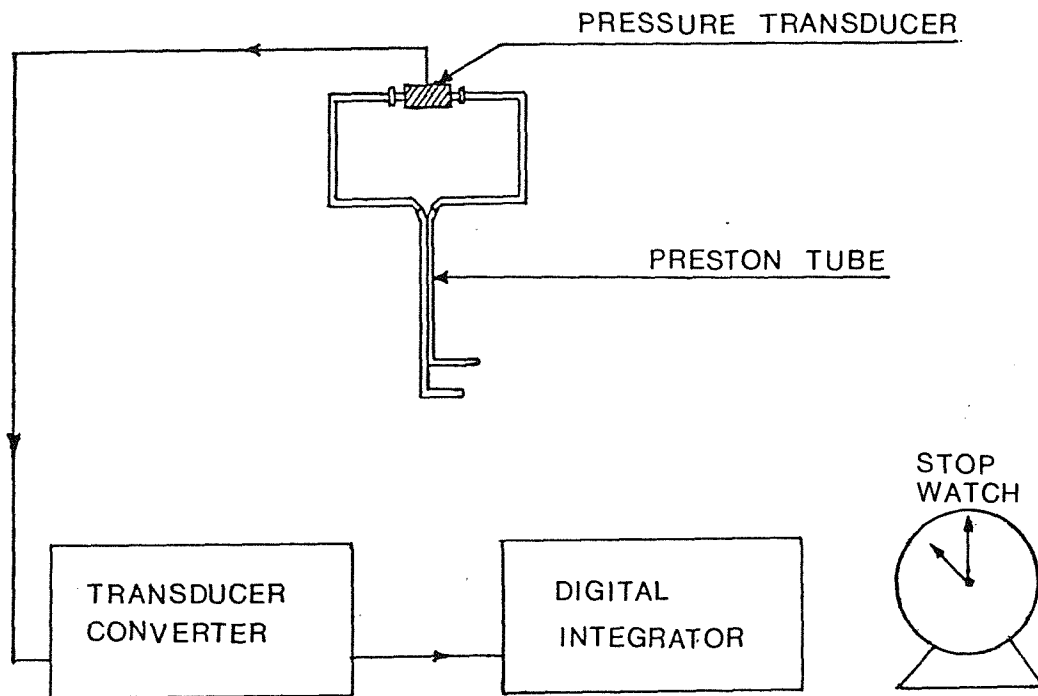 PRESSURE TRANSDUCER
PRESTON TUBE
STOP
WATCH
TRANSDUCER
CONVERTER
DIGITAL
INTEGRATOR